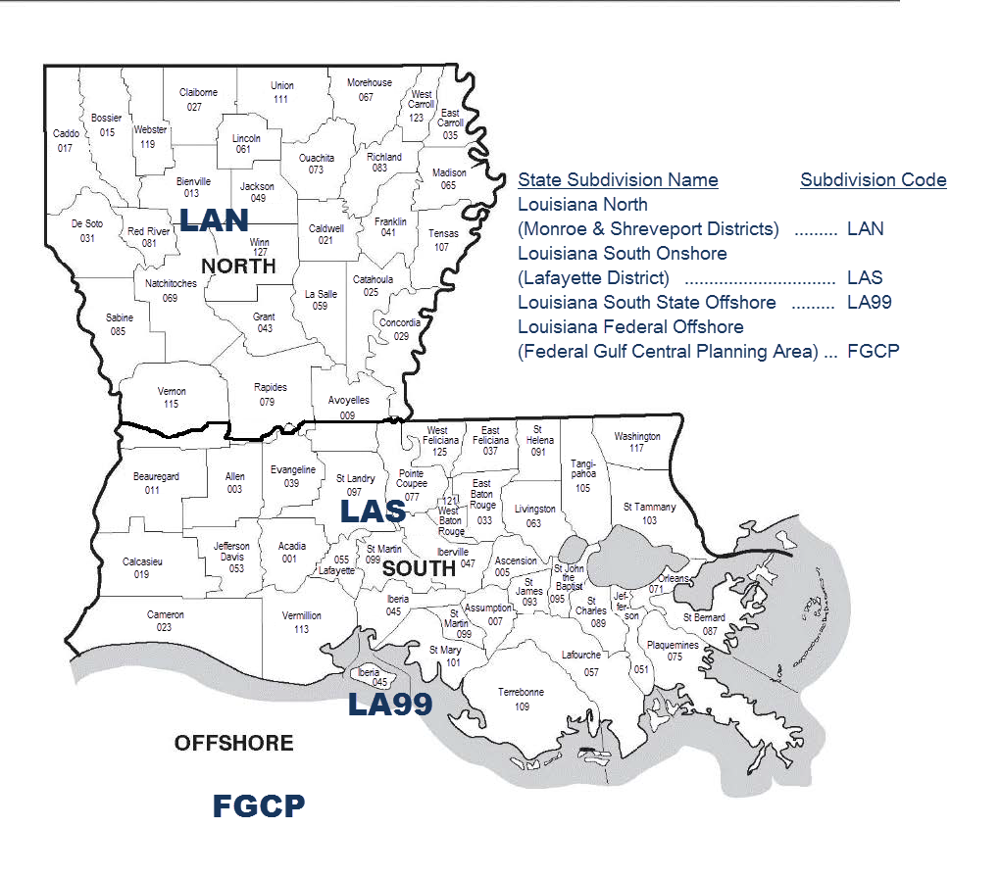 Claiborne
027
Union
111
Morehouse
067
West
Carroll
123
East
Carroll
035
Caddo
017
Bossier
015
Webster
119
Lincoln
061
Ouachita
073
Richland
083
Madison
065
Bienville
013
Jackson
049
De Soto
031
Red River
081
LAN
NORTH
Winn
127
Caldwell
021
Franklin
041
Tensas
107
Natchitoches
069
La Salle
059
Catahoula
025
Sabine
085
Grant
043
Concordia
029
Vernon
115
Rapides
079
Avoyelles
009
State Subdivision Name Subdivision Code
Louisiana North
(Monroe & Shreveport Districts) ......... LAN
Louisiana South Onshore
(Lafayette District) ............................. LAS
Louisiana South State Offshore ......... LA99
Louisiana Federal Offshore
(Federal Gulf Central Planning Area) ... FGCP
West
Feliciana
125
East
Feliciana
037
St
Helena
091
Washington
117
Tangi-
pahoa
105
Beauregard
011
Allen
003
Evangeline
039
St Landry
097
Pointe
Coupee
077
East
Baton
Rouge
033
121
West
Baton
Rouge
Livingston
063
St Tammany
103
LAS
SOUTH
Calcasieu
019
Jefferson
Davis
053
Acadia
001
055
Lafayette
St Martin
099
Iberville
047
Ascension
005
St John
the
Baptist
095
St
James
093
Orleans
071
Cameron
023
Vermillion
113
Iberia
045
St
Martin
099
Assumption
007
St
Charles
089
Jef-
fer-
son
St Bernard
087
St Mary
101
Lafourche
057
051
Plaquemines
075
Iberia
045
Terrebonne
109
LA99
OFFSHORE
FGCP